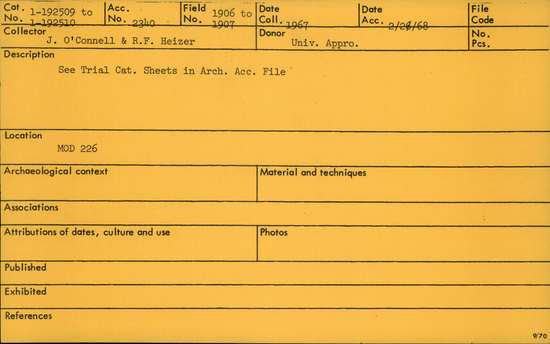 Cat. No. 1-192509 to 1-192510
Acc. No. 2340
Field No. 1906 to 1907
Date Coll. 1967
Date Acc. 2/26/68
File Code
Collector
J. O'Connell & R.F. Heizer
Donor
Univ. Appro.
No. Pcs.
Description
See Trial Cat. Sheets in Arch. Acc. File
Location
MOD 226
Archaeological context
Material and techniques
Associations
Attributions of dates, culture and use
Photos
Published
Exhibited
References
9/70